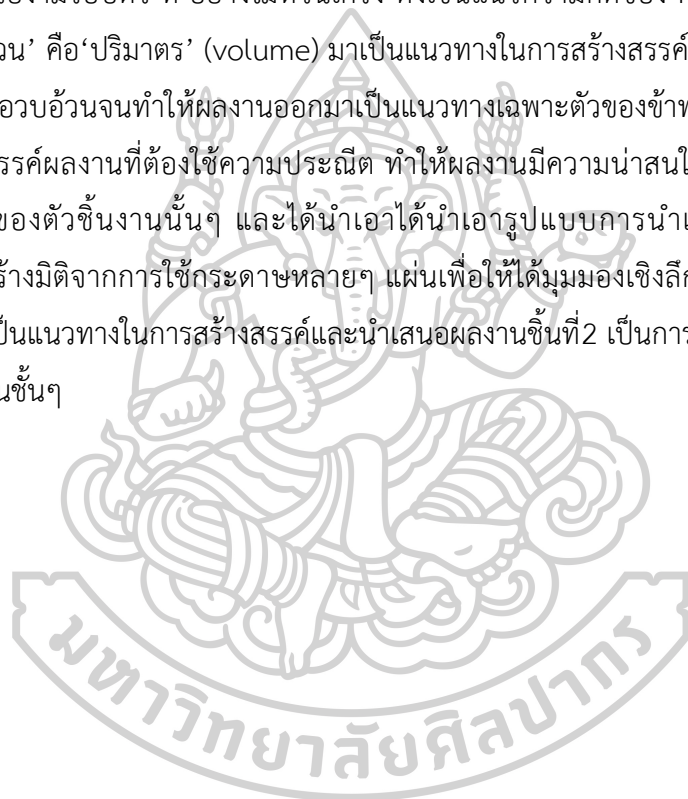 วน’ คือ‘ปริมาตร’ (volume) มาเป็นแนวทางในการสร้างสรรค์
อวบอ้วนจนทำให้ผลงานออกมาเป็นแนวทางเฉพาะตัวของข้าพ
รรค์ผลงานที่ต้องใช้ความประณีต ทำให้ผลงานมีความน่าสนใ
ของตัวชิ้นงานนั้นๆ และได้นำเอาได้นำเอารูปแบบการนำเ
ร้างมิติจากการใช้กระดาษหลายๆ แผ่นเพื่อให้ได้มุมมองเชิงลึก
ป็นแนวทางในการสร้างสรรค์และนำเสนอผลงานชิ้นที่2 เป็นการ
นชั้นๆ
มหาวิทยาลัยศิลปากร